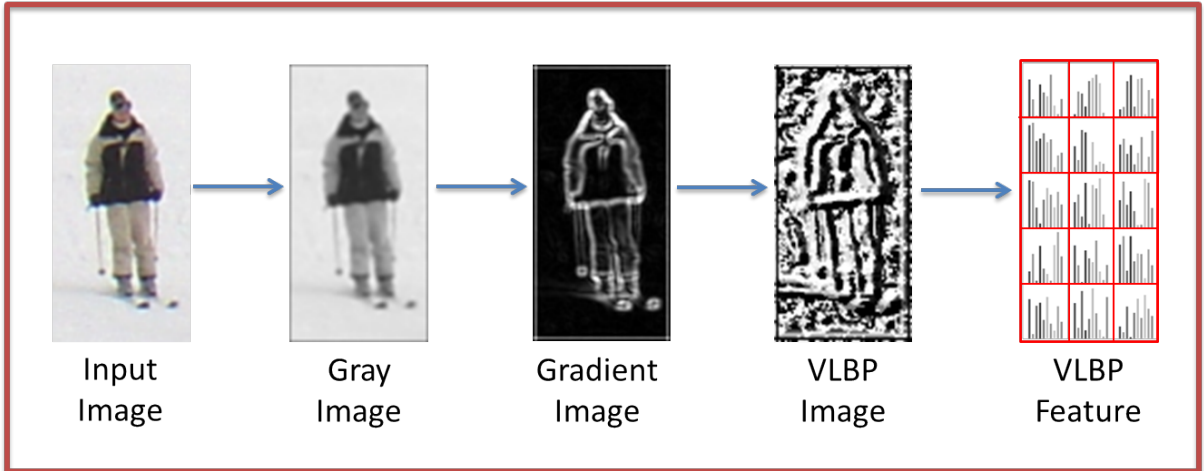 Input
Image
Gray
Image
Gradient
Image
VLBP
Image
VLBP
Feature